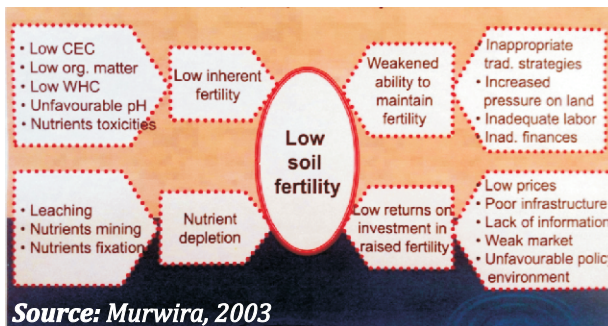 • Low CEC
• Low org. matter
• Low WHC
• Unfavourable pH
• Nutrients toxicities
Low inherent
fertility
Low
soil
fertility
Weakened
ability to
maintain
fertility
Inappropriate
trad. strategies
• Increased
pressure on land
• Inadequate labor
• Inad. finances
• Leaching
• Nutrients mining
• Nutrients fixation
Nutrient
depletion
Low returns on
investment in
raised fertility
Low prices
• Poor infrastructure
• Lack of information
• Weak market
• Unfavourable policy
environment
Source: Murwira, 2003